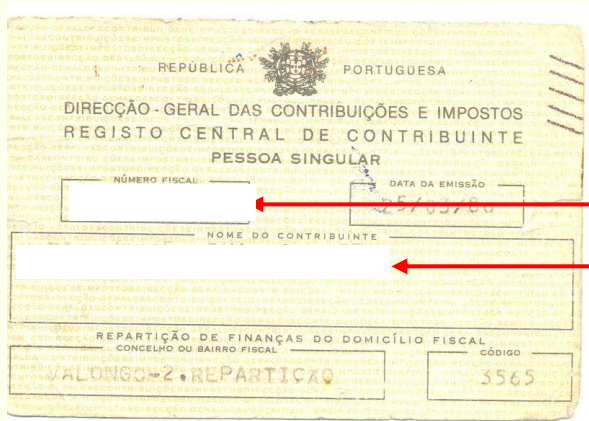 REPÚBLICA PORTUGUESA
DIRECÇÃO-GERAL DAS CONTRIBUIÇÕES E IMPOSTOS
REGISTO CENTRAL DE CONTRIBUINTE
PESSOA SINGULAR
NÚMERO FISCAL
DATA DA EMISSÃO
NOME DO CONTRIBUINTE
REPARTIÇÃO DE FINANÇAS DO DOMICÍLIO FISCAL
CONCELHO OU BAIRRO FISCAL
CÓDIGO
VALONGO-2.REPARTIÇÃO
3565